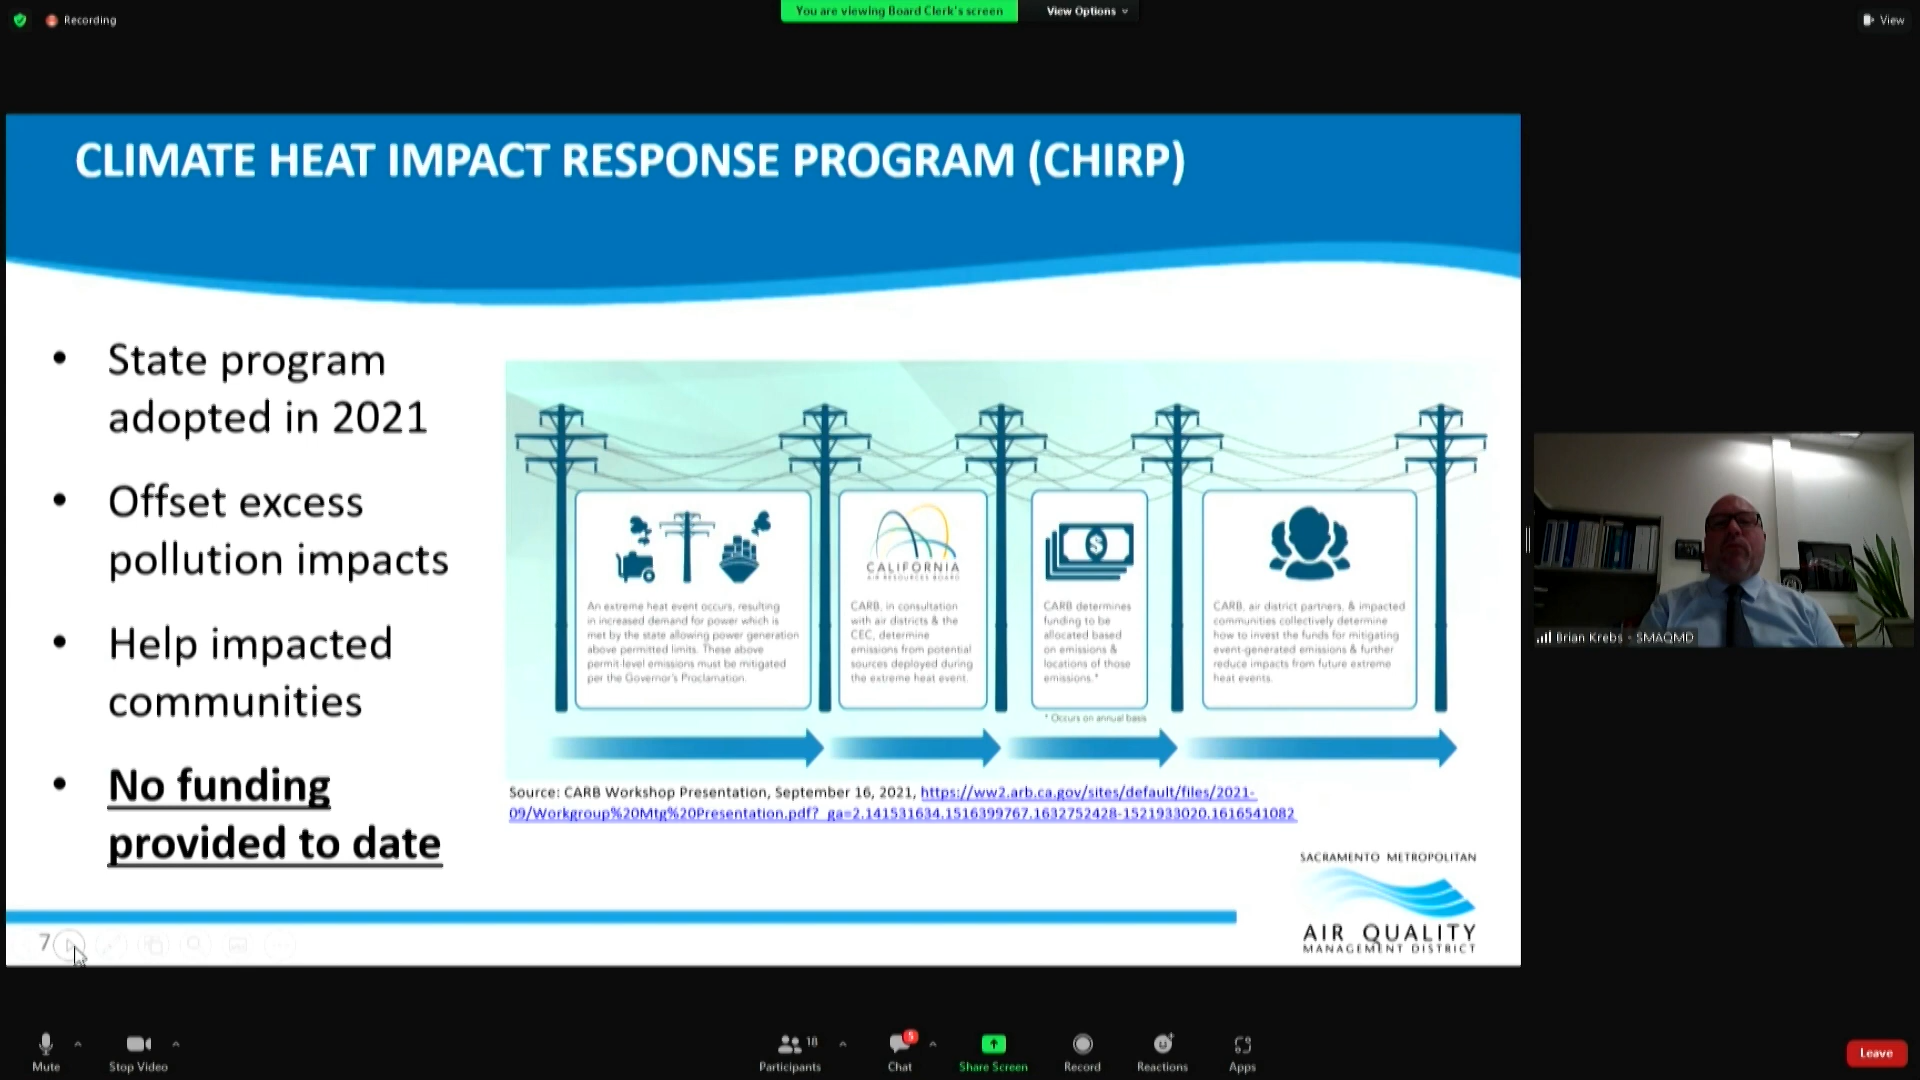 Recording
You are viewing Board Clerk's screen
View Options
View
CLIMATE HEAT IMPACT RESPONSE PROGRAM (CHIRP)
• State program
adopted in 2021
• Offset excess
pollution impacts
• Help impacted
communities
• No funding
provided to date
An extreme heat event occurs, resulting
in increased demand for power which is
met by the state allowing power generation
above permitted limits. These above
permit-level emissions must be mitigated
per the Governor's Proclamation.
CALIFORNIA
AIR RESOURCES BOARD
CARB, in consultation
with air districts & the
CEC, determine
emissions from potential
sources deployed during
the extreme heat event.
CARB determines
funding to be
allocated based
on emissions &
locations of those
emissions.*
* Occurs on annual basis
CARB, air district partners, & impacted
communities collectively determine
how to invest the funds for mitigating
event-generated emissions & further
reduce impacts from future extreme
heat events.
Source: CARB Workshop Presentation, September 16, 2021, https://ww2.arb.ca.gov/sites/default/files/2021-
09/Workgroup%20Mtg%20Presentation.pdf?_ga=2.141531634.1516399767.1632752428-1521933020.1616541082
SACRAMENTO METROPOLITAN
AIR QUALITY
MANAGEMENT DISTRICT
7
Brian Krebs - SMAQMD
Mute
Stop Video
18
Participants
5
Chat
Share Screen
Record
Reactions
Apps
Leave